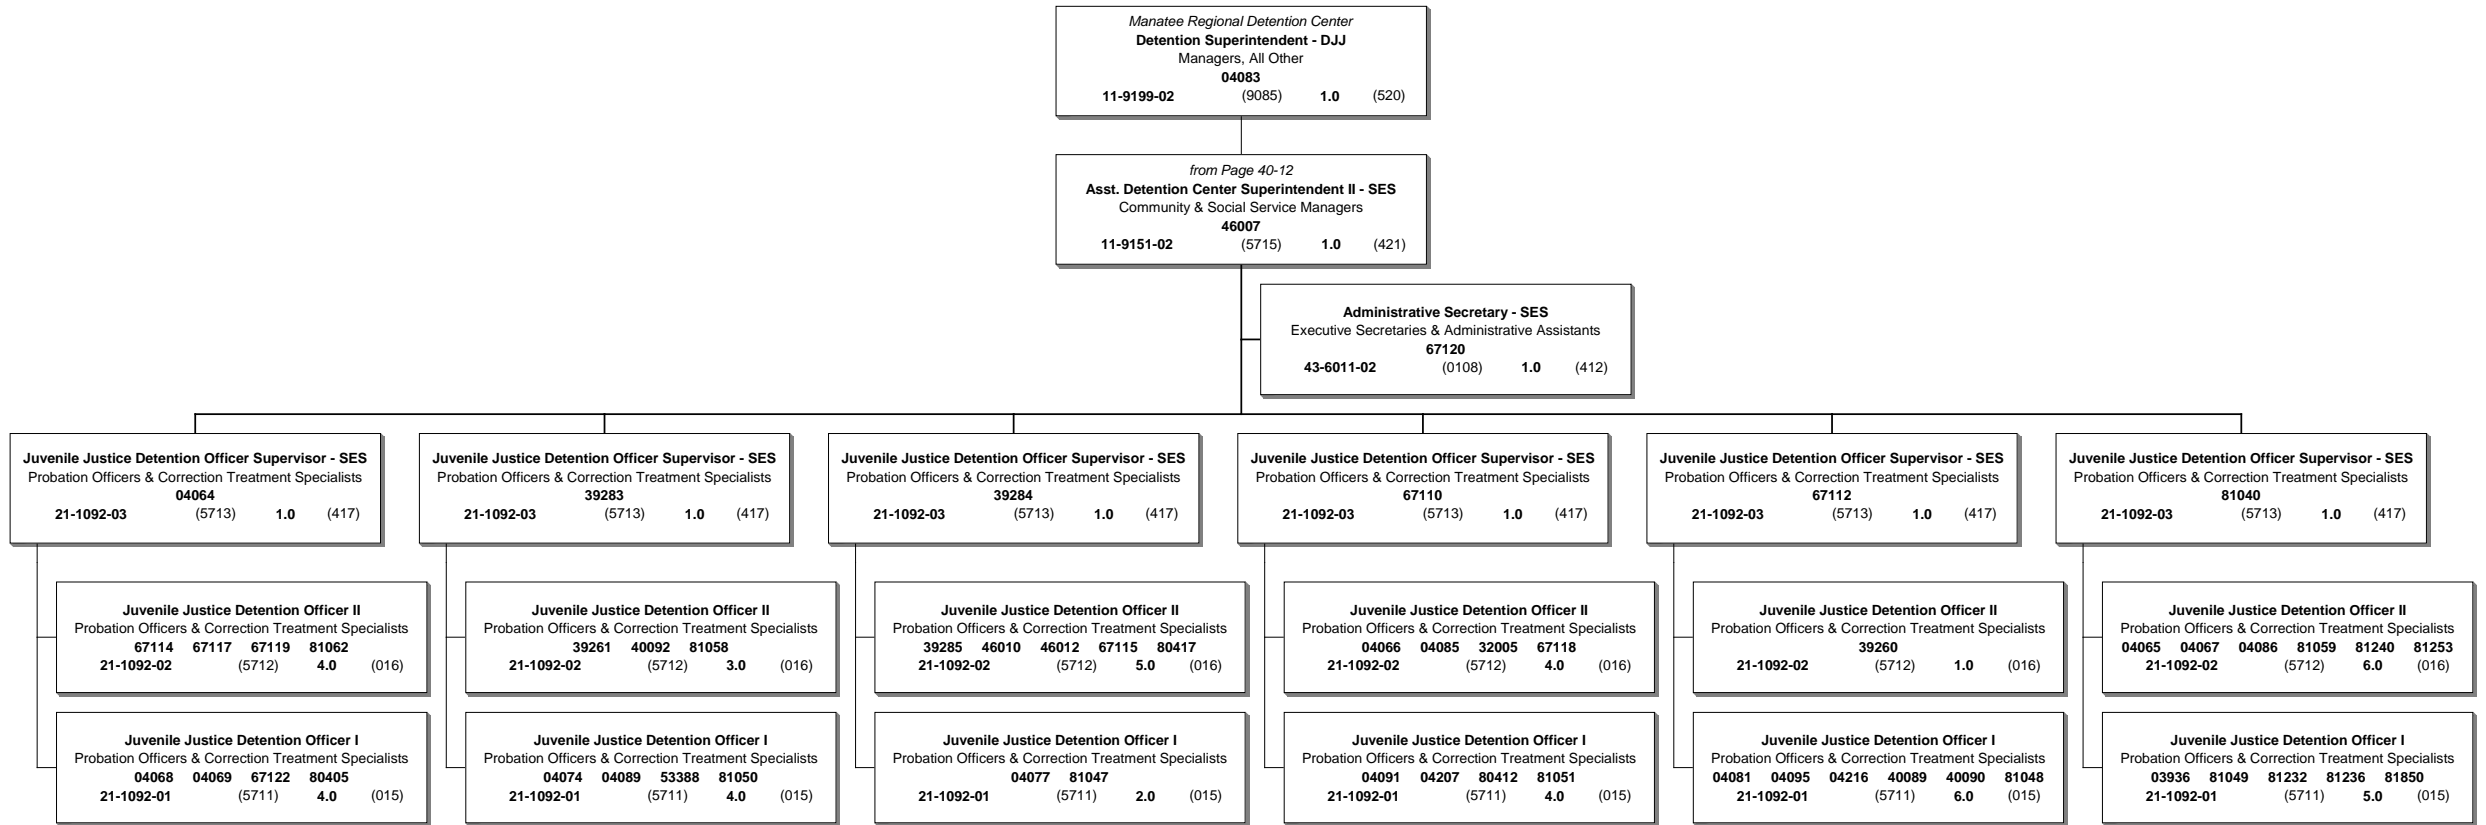 Manatee Regional Detention Center
Detention Superintendent - DJJ
Managers, All Other
04083
11-9199-02 (9085) 1.0 (520)
from Page 40-12
Asst. Detention Center Superintendent II - SES
Community & Social Service Managers
46007
11-9151-02 (5715) 1.0 (421)
Administrative Secretary - SES
Executive Secretaries & Administrative Assistants
67120
43-6011-02 (0108) 1.0 (412)
Juvenile Justice Detention Officer Supervisor - SES
Probation Officers & Correction Treatment Specialists
04064
21-1092-03 (5713) 1.0 (417)
Juvenile Justice Detention Officer II
Probation Officers & Correction Treatment Specialists
67114 67117 67119 81062
21-1092-02 (5712) 4.0 (016)
Juvenile Justice Detention Officer I
Probation Officers & Correction Treatment Specialists
04068 04069 67122 80405
21-1092-01 (5711) 4.0 (015)
Juvenile Justice Detention Officer Supervisor - SES
Probation Officers & Correction Treatment Specialists
39283
21-1092-03 (5713) 1.0 (417)
Juvenile Justice Detention Officer II
Probation Officers & Correction Treatment Specialists
39261 40092 81058
21-1092-02 (5712) 3.0 (016)
Juvenile Justice Detention Officer I
Probation Officers & Correction Treatment Specialists
04074 04089 53388 81050
21-1092-01 (5711) 4.0 (015)
Juvenile Justice Detention Officer Supervisor - SES
Probation Officers & Correction Treatment Specialists
39284
21-1092-03 (5713) 1.0 (417)
Juvenile Justice Detention Officer II
Probation Officers & Correction Treatment Specialists
39285 46010 46012 67115 80417
21-1092-02 (5712) 5.0 (016)
Juvenile Justice Detention Officer I
Probation Officers & Correction Treatment Specialists
04077 81047
21-1092-01 (5711) 2.0 (015)
Juvenile Justice Detention Officer Supervisor - SES
Probation Officers & Correction Treatment Specialists
67110
21-1092-03 (5713) 1.0 (417)
Juvenile Justice Detention Officer II
Probation Officers & Correction Treatment Specialists
04066 04085 32005 67118
21-1092-02 (5712) 4.0 (016)
Juvenile Justice Detention Officer I
Probation Officers & Correction Treatment Specialists
04091 04207 80412 81051
21-1092-01 (5711) 4.0 (015)
Juvenile Justice Detention Officer Supervisor - SES
Probation Officers & Correction Treatment Specialists
67112
21-1092-03 (5713) 1.0 (417)
Juvenile Justice Detention Officer II
Probation Officers & Correction Treatment Specialists
39260
21-1092-02 (5712) 1.0 (016)
Juvenile Justice Detention Officer I
Probation Officers & Correction Treatment Specialists
04081 04095 04216 40089 40090 81048
21-1092-01 (5711) 6.0 (015)
Juvenile Justice Detention Officer Supervisor - SES
Probation Officers & Correction Treatment Specialists
81040
21-1092-03 (5713) 1.0 (417)
Juvenile Justice Detention Officer II
Probation Officers & Correction Treatment Specialists
04065 04067 04086 81059 81240 81253
21-1092-02 (5712) 6.0 (016)
Juvenile Justice Detention Officer I
Probation Officers & Correction Treatment Specialists
03936 81049 81232 81236 81850
21-1092-01 (5711) 5.0 (015)